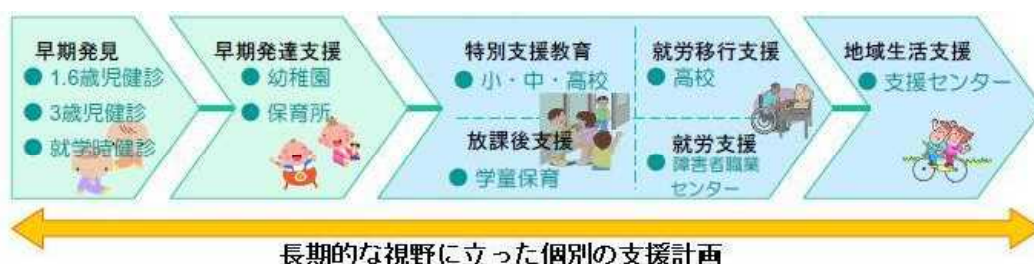 早期発見
● 1.6歳児健診
● 3歳児健診
● 就学時健診
早期発達支援
● 幼稚園
● 保育所
特別支援教育
● 小・中・高校
放課後支援
● 学童保育
就労移行支援
● 高校
就労支援
● 障害者職業
センター
地域生活支援
● 支援センター
長期的な視野に立った個別の支援計画